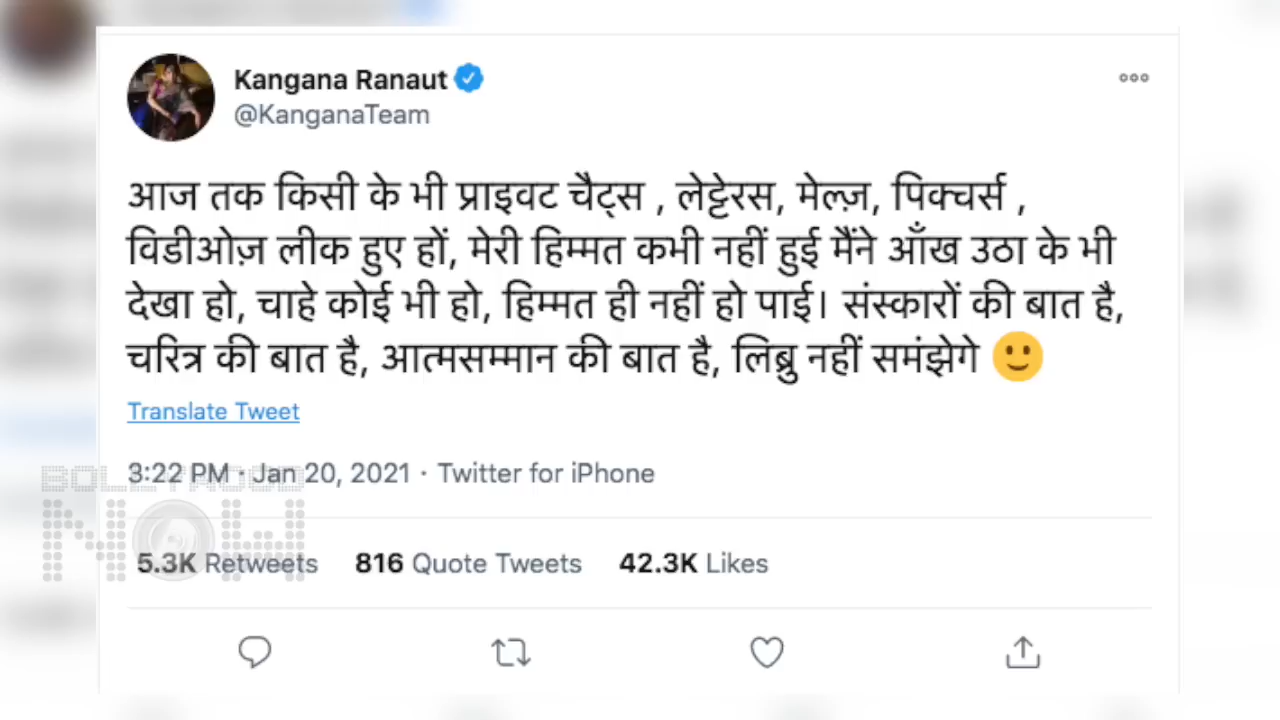 Kangana Ranaut
@KanganaTeam
आज तक किसी के भी प्राइवट चैट्स , लेट्टेरस, मेल्ज़, पिक्चर्स ,
विडीओज़ लीक हुए हों, मेरी हिम्मत कभी नहीं हुई मैंने आँख उठा के भी
देखा हो, चाहे कोई भी हो, हिम्मत ही नहीं हो पाई। संस्कारों की बात है,
चरित्र की बात है, आत्मसम्मान की बात है, लिब्रु नहीं समंझेगे 🙂
Translate Tweet
3:22 PM · Jan 20, 2021 · Twitter for iPhone
BOLLYWOOD
NOW
5.3K Retweets 816 Quote Tweets 42.3K Likes